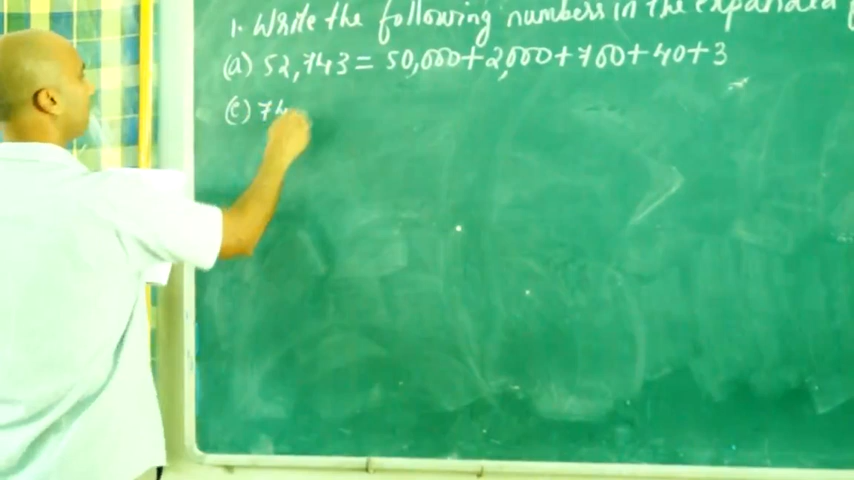 1. Write the following numbers in the expanded
(a) 52,743 = 50,000+2,000+700+40+3
(c) 74